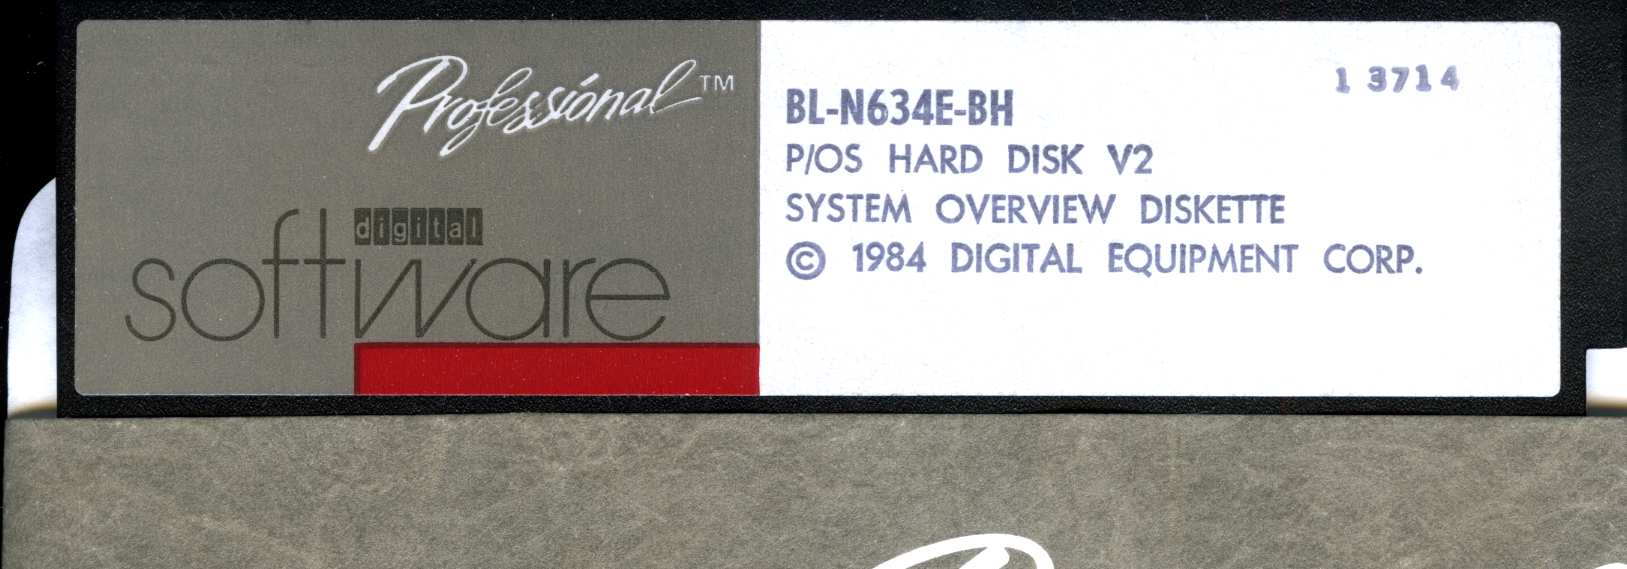 Professional™
digital
software
1 3714
BL-N634E-BH
P/OS HARD DISK V2
SYSTEM OVERVIEW DISKETTE
© 1984 DIGITAL EQUIPMENT CORP.